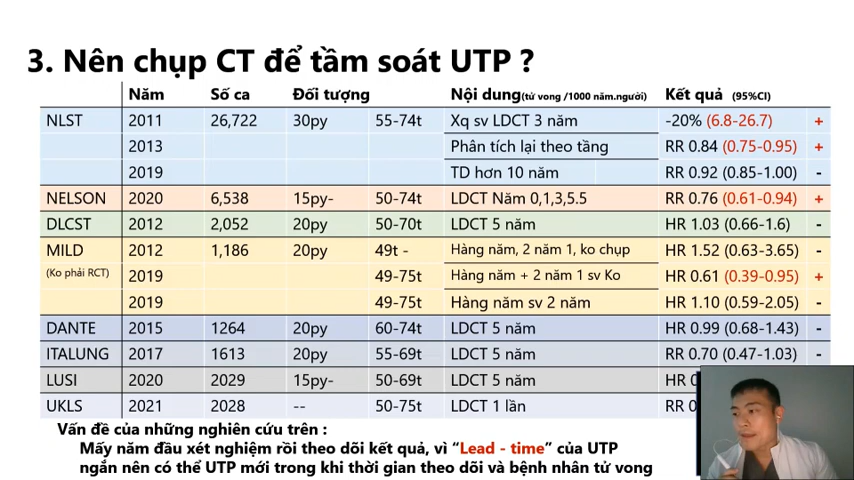 3. Nên chụp CT để tầm soát UTP ?
Năm Số ca Đối tượng Nội dung(tử vong /1000 năm.người) Kết quả (95%CI)
NLST 2011 26,722 30py 55-74t Xq sv LDCT 3 năm -20% (6.8-26.7) +
2013 Phân tích lại theo tầng RR 0.84 (0.75-0.95) +
2019 TD hơn 10 năm RR 0.92 (0.85-1.00) -
NELSON 2020 6,538 15py- 50-74t LDCT Năm 0,1,3,5.5 RR 0.76 (0.61-0.94) +
DLCST 2012 2,052 20py 50-70t LDCT 5 năm HR 1.03 (0.66-1.6) -
MILD 2012 1,186 20py 49t - Hàng năm, 2 năm 1, ko chụp HR 1.52 (0.63-3.65) -
(Ko phải RCT) 2019 49-75t Hàng năm + 2 năm 1 sv Ko HR 0.61 (0.39-0.95) +
2019 49-75t Hàng năm sv 2 năm HR 1.10 (0.59-2.05) -
DANTE 2015 1264 20py 60-74t LDCT 5 năm HR 0.99 (0.68-1.43) -
ITALUNG 2017 1613 20py 55-69t LDCT 5 năm RR 0.70 (0.47-1.03) -
LUSI 2020 2029 15py- 50-69t LDCT 5 năm HR
UKLS 2021 2028 -- 50-75t LDCT 1 lần RR
Vấn đề của những nghiên cứu trên :
Mấy năm đầu xét nghiệm rồi theo dõi kết quả, vì “Lead - time” của UTP
ngắn nên có thể UTP mới trong khi thời gian theo dõi và bệnh nhân tử vong